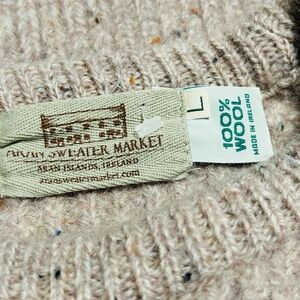 ARAN SWEATER MARKET
ARAN ISLANDS, IRELAND
aransweatermarket.com
L
100%
WOOL
MADE IN IRELAND